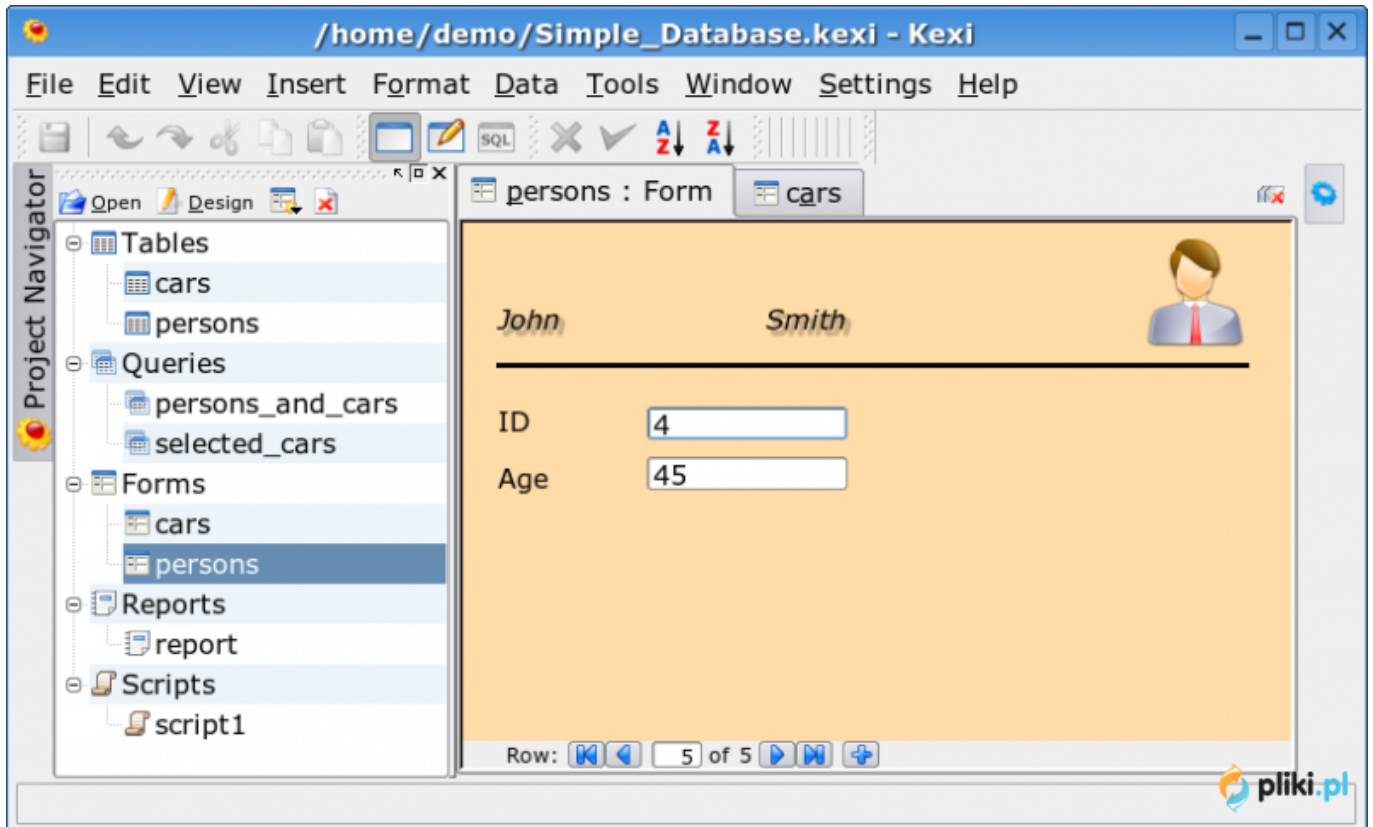 /home/demo/Simple_Database.kexi - Kexi
File Edit View Insert Format Data Tools Window Settings Help
SQL A Z Z A
Project Navigator
Open Design
Tables
cars
persons
Queries
persons_and_cars
selected_cars
Forms
cars
persons
Reports
report
Scripts
script1
persons : Form cars
John Smith
ID 4
Age 45
Row: 5 of 5
pliki.pl